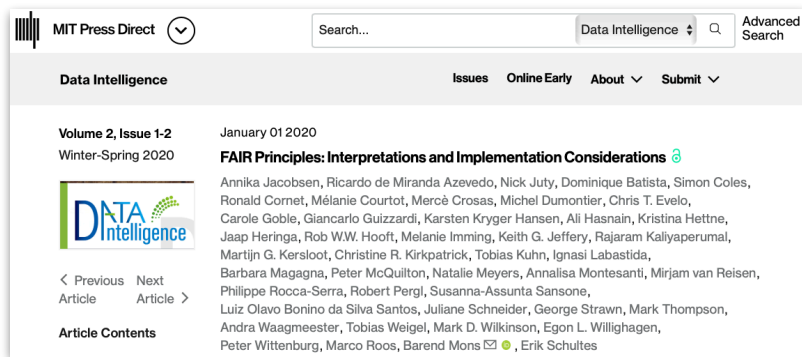 MIT Press Direct
Search...
Data Intelligence
Advanced Search
Data Intelligence
Issues
Online Early
About
Submit
Volume 2, Issue 1-2
Winter-Spring 2020
DATA
Intelligence
Previous Article
Next Article
Article Contents
January 01 2020
FAIR Principles: Interpretations and Implementation Considerations
Annika Jacobsen, Ricardo de Miranda Azevedo, Nick Juty, Dominique Batista, Simon Coles,
Ronald Cornet, Mélanie Courtot, Mercè Crosas, Michel Dumontier, Chris T. Evelo,
Carole Goble, Giancarlo Guizzardi, Karsten Kryger Hansen, Ali Hasnain, Kristina Hettne,
Jaap Heringa, Rob W.W. Hooft, Melanie Imming, Keith G. Jeffery, Rajaram Kaliyaperumal,
Martijn G. Kersloot, Christine R. Kirkpatrick, Tobias Kuhn, Ignasi Labastida,
Barbara Magagna, Peter McQuilton, Natalie Meyers, Annalisa Montesanti, Mirjam van Reisen,
Philippe Rocca-Serra, Robert Pergl, Susanna-Assunta Sansone,
Luiz Olavo Bonino da Silva Santos, Juliane Schneider, George Strawn, Mark Thompson,
Andra Waagmeester, Tobias Weigel, Mark D. Wilkinson, Egon L. Willighagen,
Peter Wittenburg, Marco Roos, Barend Mons, Erik Schultes